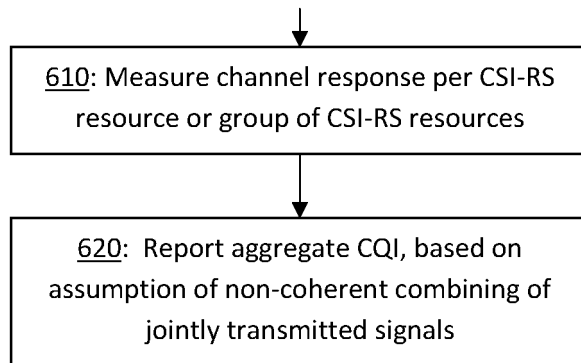 610: Measure channel response per CSI-RS
resource or group of CSI-RS resources
620: Report aggregate CQI, based on
assumption of non-coherent combining of
jointly transmitted signals